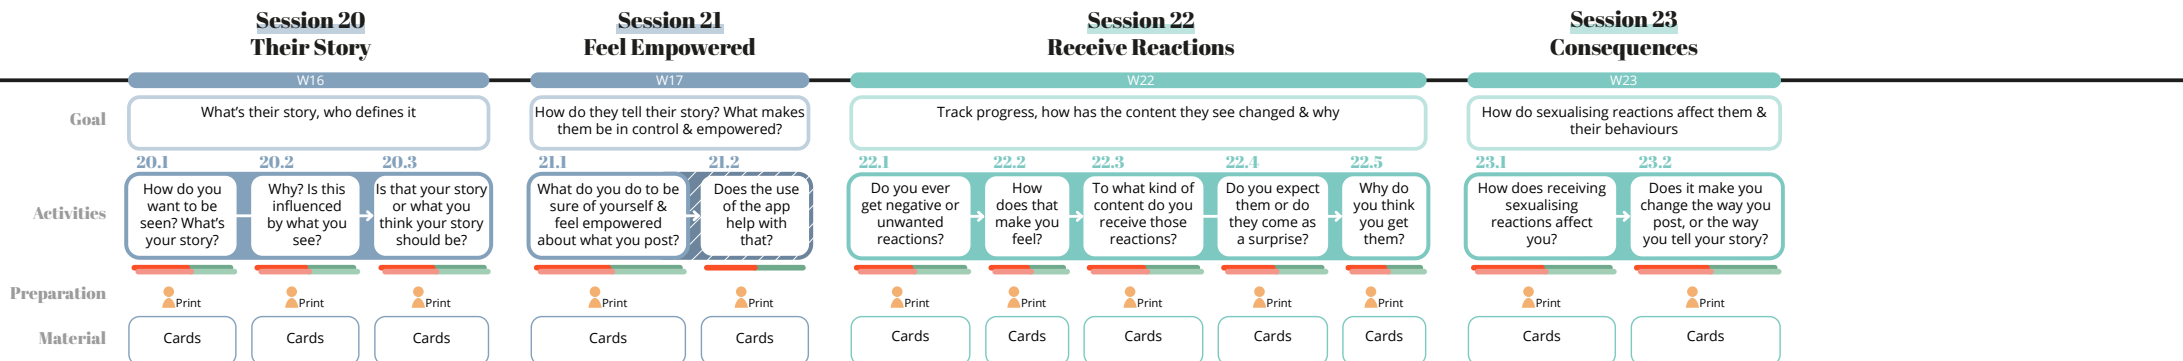 Session 20
Their Story
Session 21
Feel Empowered
Session 22
Receive Reactions
Session 23
Consequences
W16
W17
W22
W23
Goal
What's their story, who defines it
How do they tell their story? What makes
them be in control & empowered?
Track progress, how has the content they see changed & why
How do sexualising reactions affect them &
their behaviours
Activities
20.1
How do you
want to be
seen? What's
your story?
20.2
Why? Is this
influenced
by what you
see?
20.3
Is that your story
or what you
think your story
should be?
21.1
What do you do to be
sure of yourself &
feel empowered
about what you post?
21.2
Does the use
of the app
help with
that?
22.1
Do you ever
get negative or
unwanted
reactions?
22.2
How
does that
make you
feel?
22.3
To what kind of
content do you
receive those
reactions?
22.4
Do you expect
them or do
they come as
a surprise?
22.5
Why do
you think
you get
them?
23.1
How does receiving
sexualising
reactions affect
you?
23.2
Does it make you
change the way you
post, or the way
you tell your story?
Preparation
Print
Print
Print
Print
Print
Print
Print
Print
Print
Print
Print
Print
Material
Cards
Cards
Cards
Cards
Cards
Cards
Cards
Cards
Cards
Cards
Cards
Cards